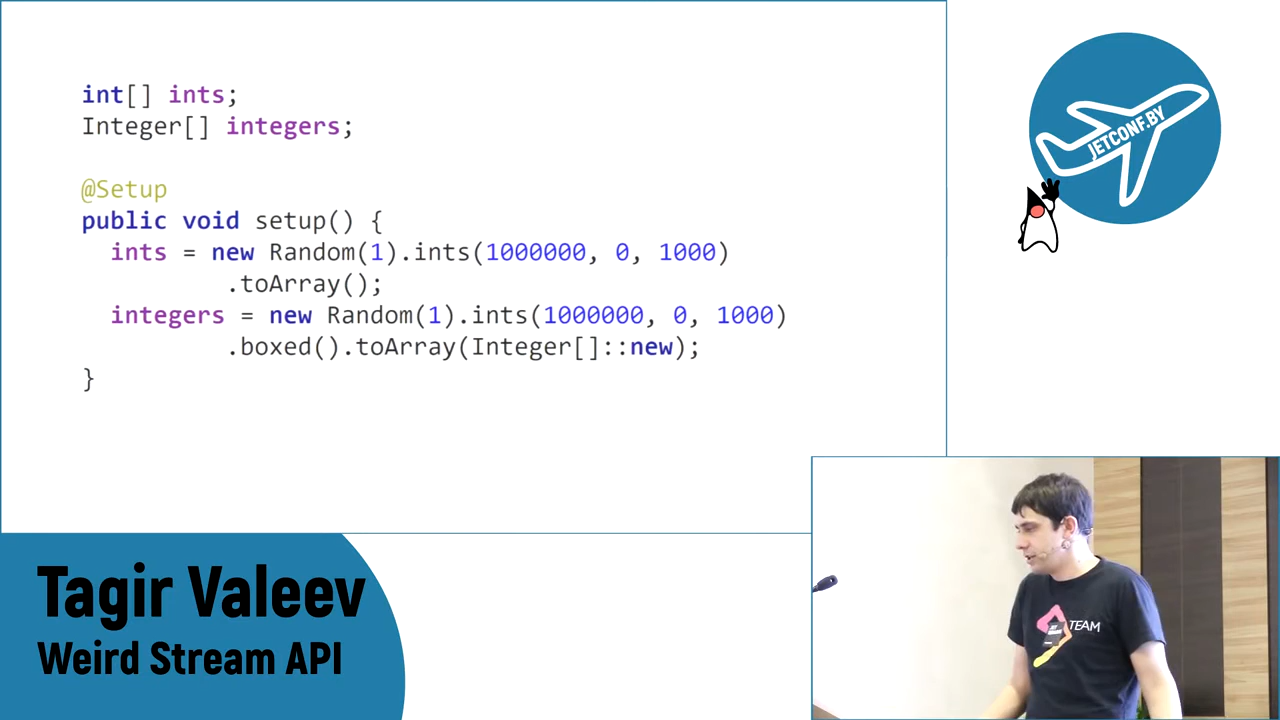 int[] ints;
Integer[] integers;
@Setup
public void setup() {
ints = new Random(1).ints(1000000, 0, 1000)
.toArray();
integers = new Random(1).ints(1000000, 0, 1000)
.boxed().toArray(Integer[]::new);
}
JETCONF.BY
TEAM
Tagir Valeev
Weird Stream API